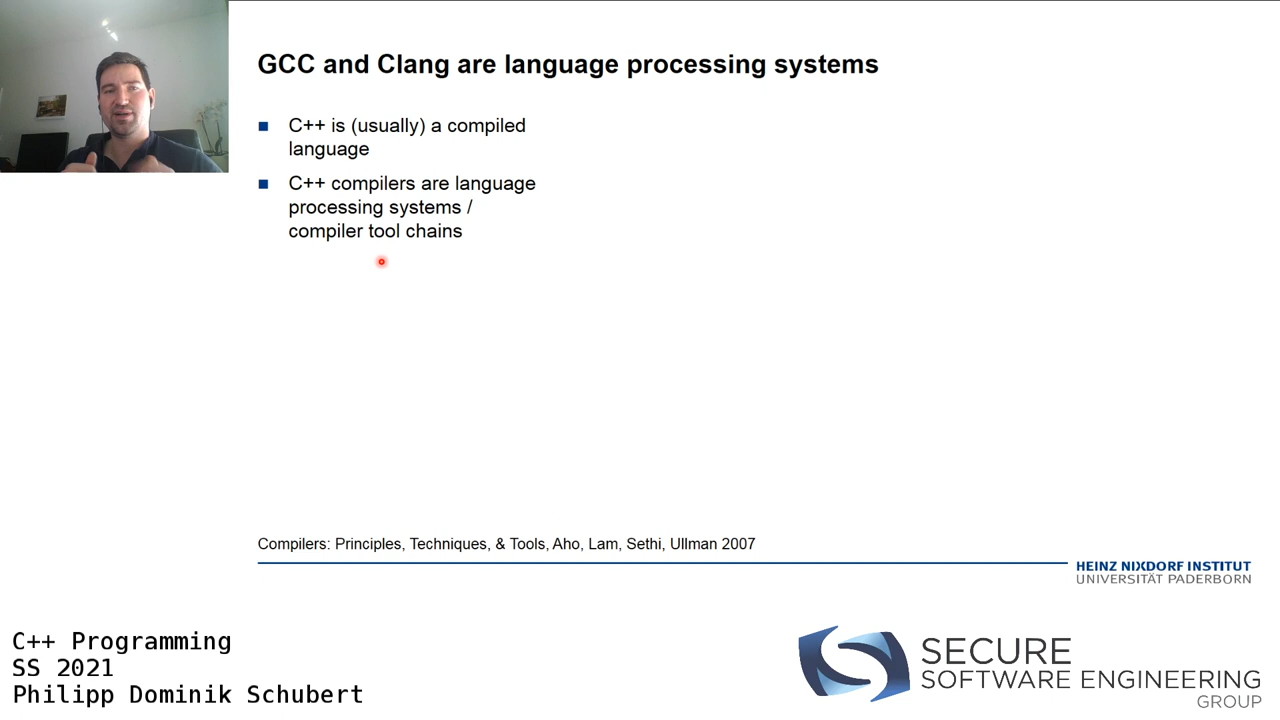 GCC and Clang are language processing systems
C++ is (usually) a compiled
language
C++ compilers are language
processing systems /
compiler tool chains
Compilers: Principles, Techniques, & Tools, Aho, Lam, Sethi, Ullman 2007
HEINZ NIXDORF INSTITUT
UNIVERSITÄT PADERBORN
C++ Programming
SS 2021
Philipp Dominik Schubert
SECURE
SOFTWARE ENGINEERING
GROUP